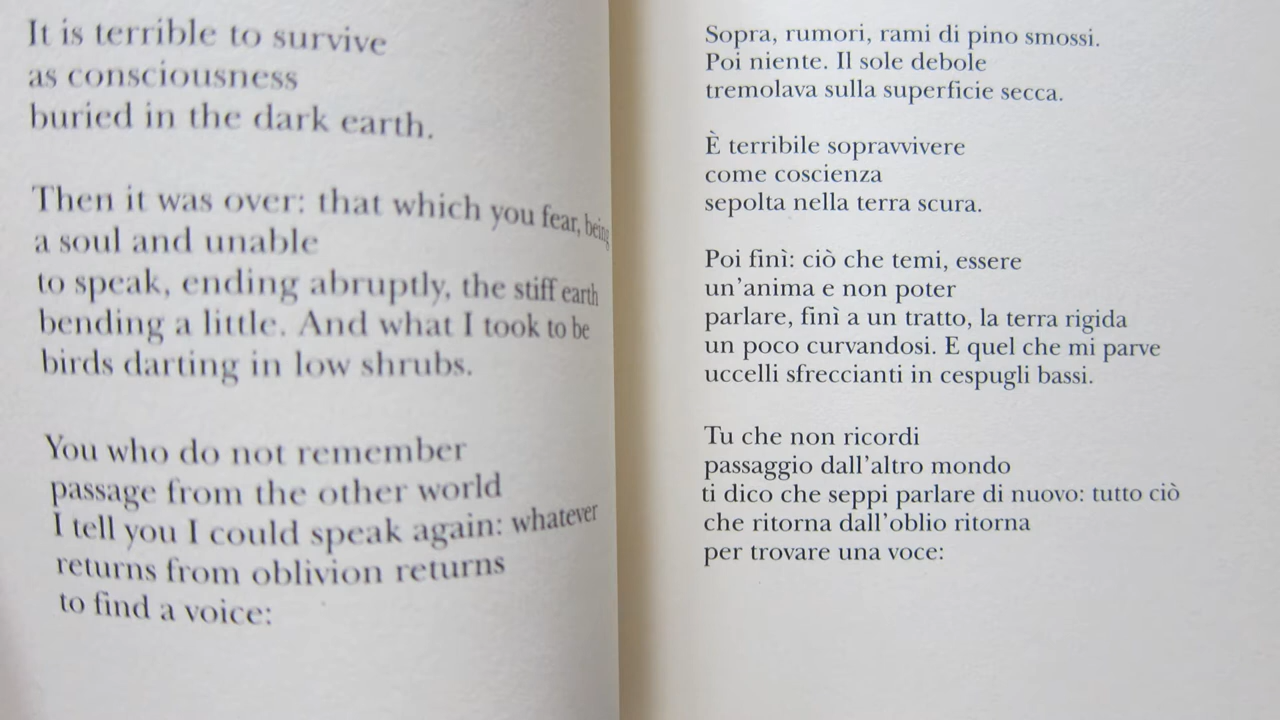 It is terrible to survive
as consciousness
buried in the dark earth.
Then it was over: that which you fear, being
a soul and unable
to speak, ending abruptly, the stiff earth
bending a little. And what I took to be
birds darting in low shrubs.
You who do not remember
passage from the other world
I tell you I could speak again: whatever
returns from oblivion returns
to find a voice:
Sopra, rumori, rami di pino smossi.
Poi niente. Il sole debole
tremolava sulla superficie secca.
È terribile sopravvivere
come coscienza
sepolta nella terra scura.
Poi finì: ciò che temi, essere
un'anima e non poter
parlare, finì a un tratto, la terra rigida
un poco curvandosi. E quel che mi parve
uccelli sfreccianti in cespugli bassi.
Tu che non ricordi
passaggio dall'altro mondo
ti dico che seppi parlare di nuovo: tutto ciò
che ritorna dall'oblio ritorna
per trovare una voce: